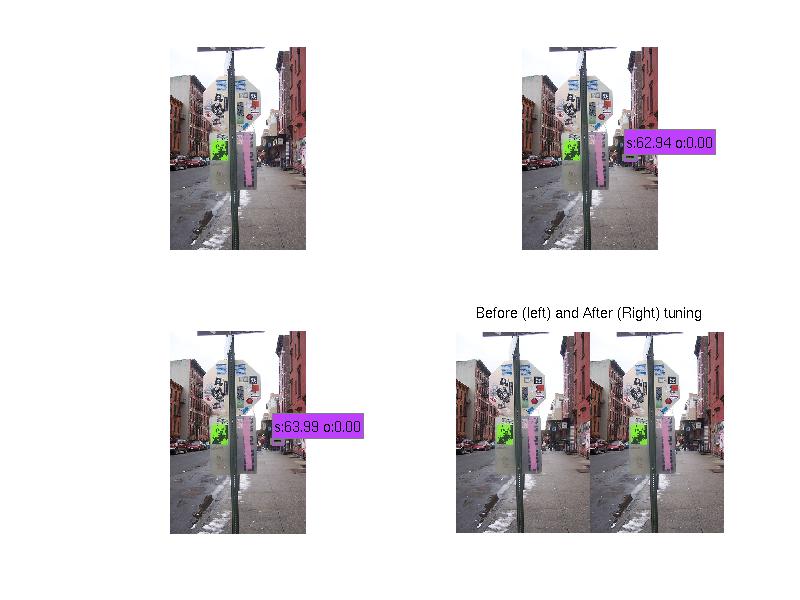 s:62.94 o:0.00
Before (left) and After (Right) tuning
s:63.99 o:0.00